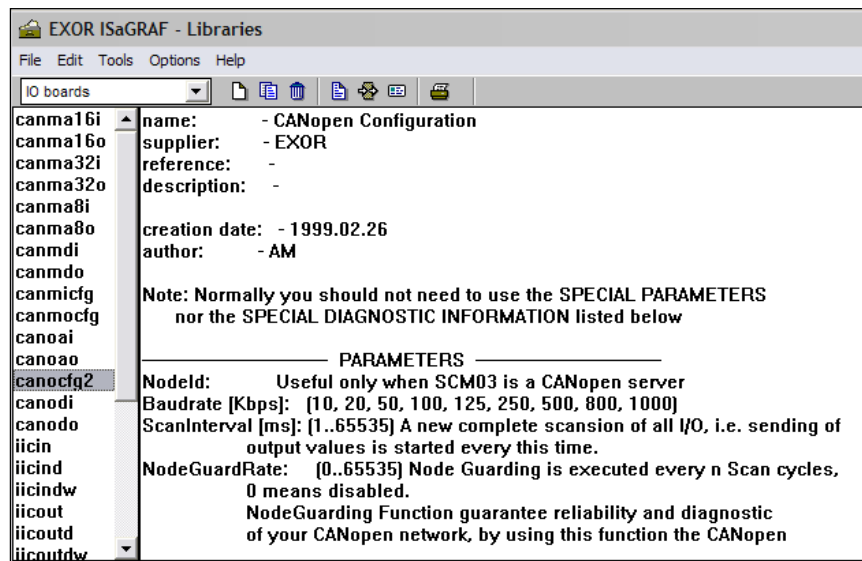 EXOR ISaGRAF - Libraries
File Edit Tools Options Help
IO boards
canma16i
canma16o
canma32i
canma32o
canma8i
canma8o
canmdi
canmdo
canmicfg
canmocfg
canoai
canoao
canocfg2
canodi
canodo
iicin
iicind
iicindw
iicout
iicoutd
iicoutdw
name: - CANopen Configuration
supplier: - EXOR
reference: -
description: -
creation date: - 1999.02.26
author: - AM
Note: Normally you should not need to use the SPECIAL PARAMETERS
nor the SPECIAL DIAGNOSTIC INFORMATION listed below
PARAMETERS
NodeId: Useful only when SCM03 is a CANopen server
Baudrate [Kbps]: (10, 20, 50, 100, 125, 250, 500, 800, 1000)
ScanInterval [ms]: (1..65535) A new complete scansion of all I/O, i.e. sending of
output values is started every this time.
NodeGuardRate: (0..65535) Node Guarding is executed every n Scan cycles,
0 means disabled.
NodeGuarding Function guarantee reliability and diagnostic
of your CANopen network, by using this function the CANopen